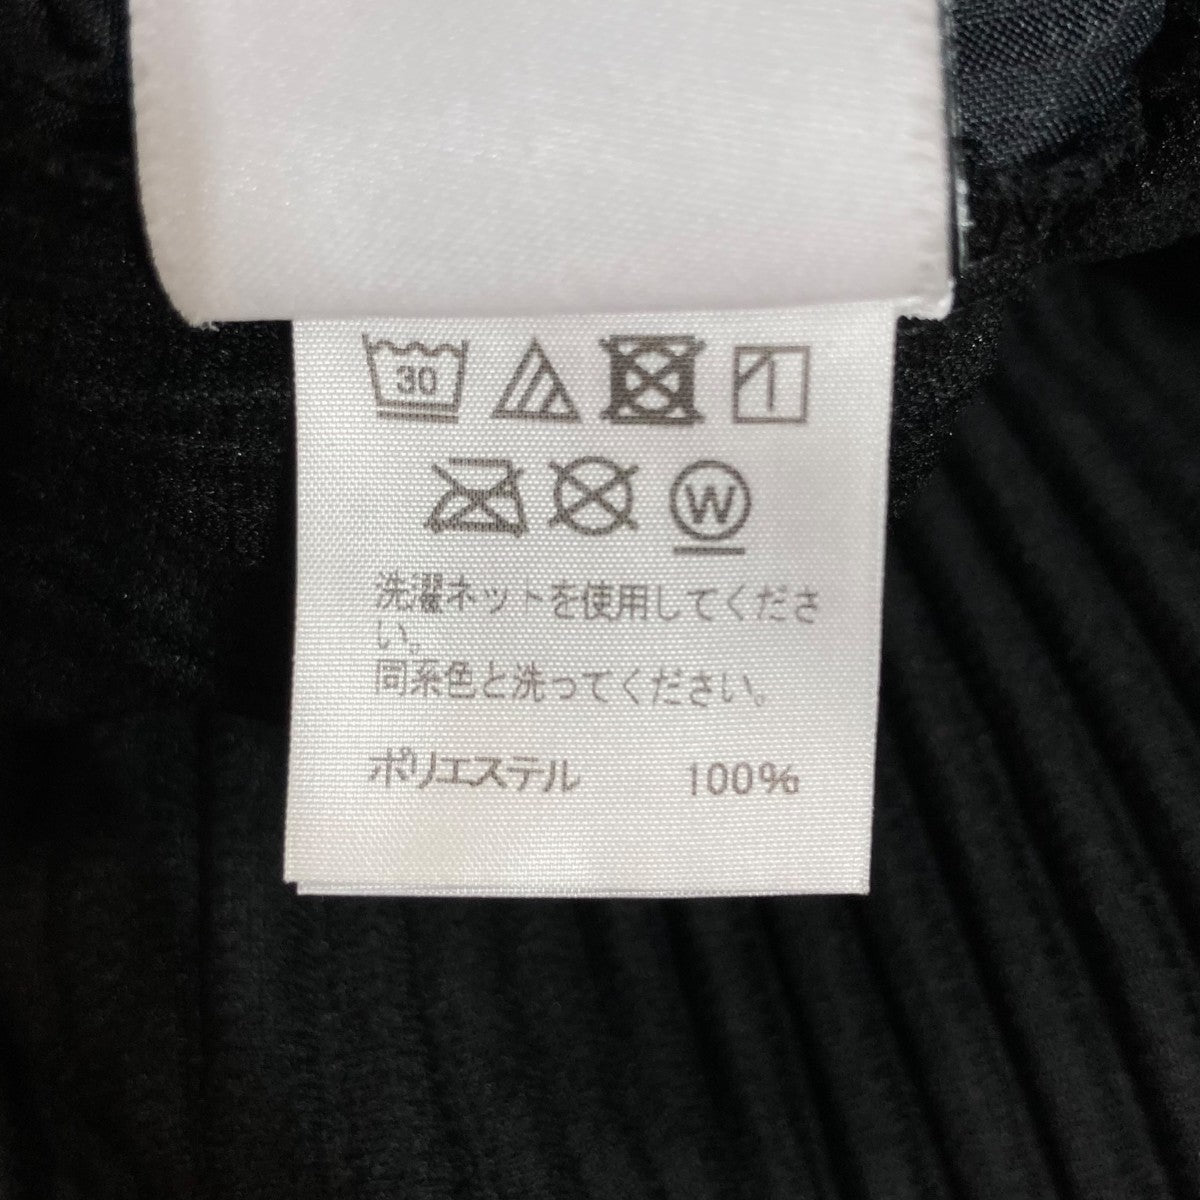 30
W
洗濯ネットを使用してくださ
い。
同系色と洗ってください。
ポリエステル 100%